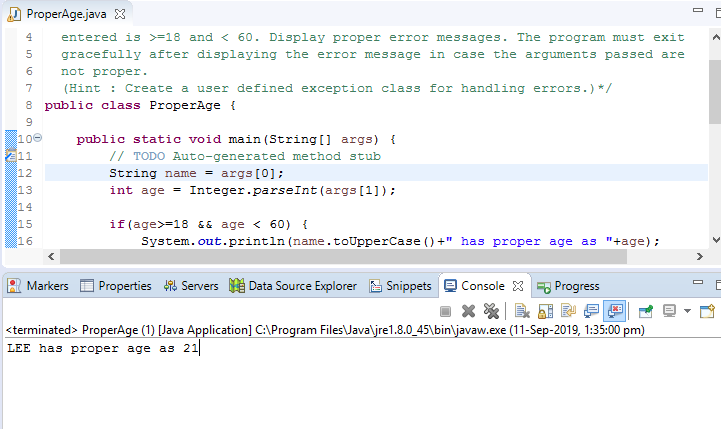 ProperAge.java
4 entered is >=18 and < 60. Display proper error messages. The program must exit
5 gracefully after displaying the error message in case the arguments passed are
6 not proper.
7 (Hint : Create a user defined exception class for handling errors.)*/
8 public class ProperAge {
9
10 public static void main(String[] args) {
11 // TODO Auto-generated method stub
12 String name = args[0];
13 int age = Integer.parseInt(args[1]);
14
15 if(age>=18 && age < 60) {
16 System.out.println(name.toUpperCase()+" has proper age as "+age);
Markers Properties Servers Data Source Explorer Snippets Console Progress
<terminated> ProperAge (1) [Java Application] C:\Program Files\Java\jre1.8.0_45\bin\javaw.exe (11-Sep-2019, 1:35:00 pm)
LEE has proper age as 21